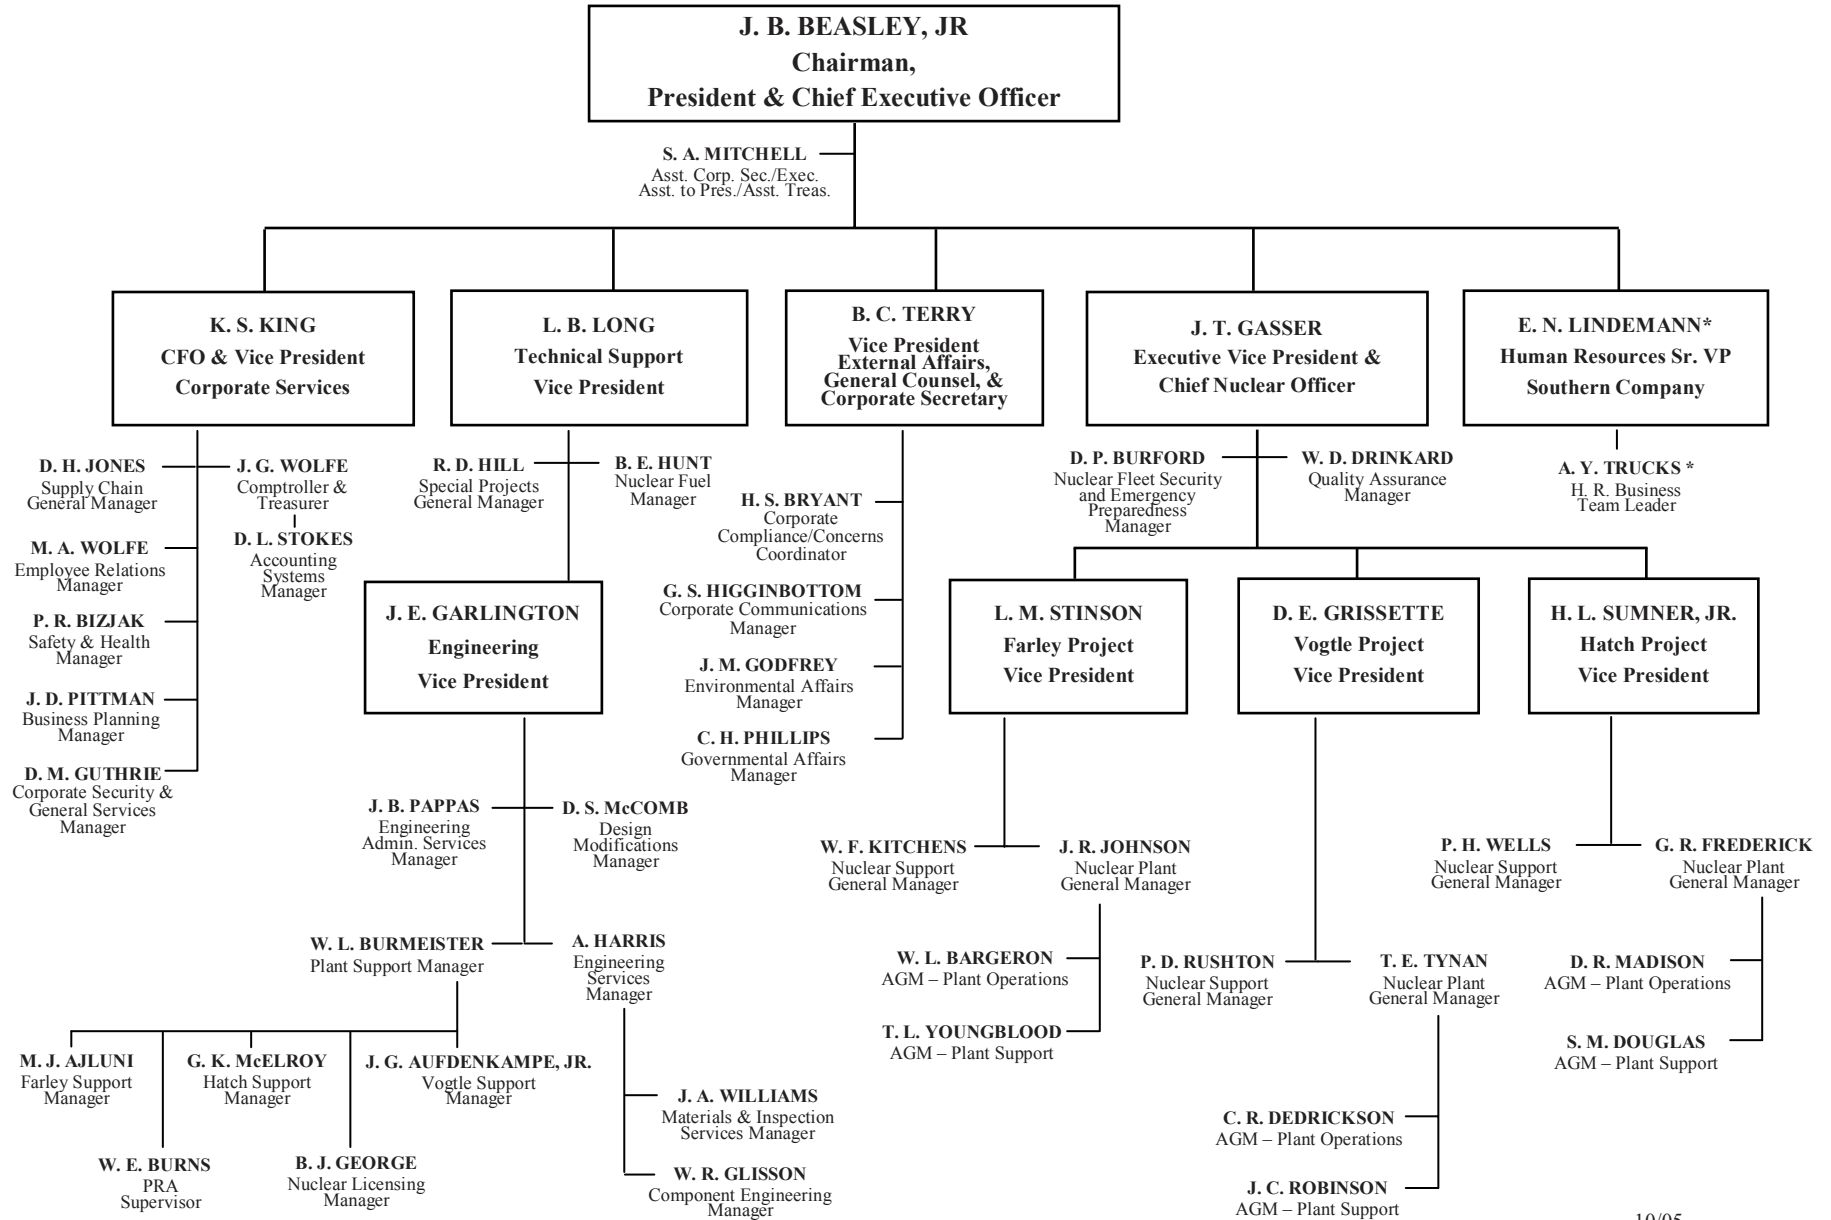 J. B. BEASLEY, JR
Chairman,
President & Chief Executive Officer
S. A. MITCHELL
Asst. Corp. Sec./Exec.
Asst. to Pres./Asst. Treas.
K. S. KING
CFO & Vice President
Corporate Services
L. B. LONG
Technical Support
Vice President
B. C. TERRY
Vice President
External Affairs,
General Counsel, &
Corporate Secretary
J. T. GASSER
Executive Vice President &
Chief Nuclear Officer
E. N. LINDEMANN*
Human Resources Sr. VP
Southern Company
D. H. JONES
Supply Chain
General Manager
J. G. WOLFE
Comptroller &
Treasurer
D. L. STOKES
Accounting
Systems
Manager
M. A. WOLFE
Employee Relations
Manager
P. R. BIZJAK
Safety & Health
Manager
J. D. PITTMAN
Business Planning
Manager
D. M. GUTHRIE
Corporate Security &
General Services
Manager
R. D. HILL
Special Projects
General Manager
B. E. HUNT
Nuclear Fuel
Manager
J. E. GARLINGTON
Engineering
Vice President
J. B. PAPPAS
Engineering
Admin. Services
Manager
D. S. McCOMB
Design
Modifications
Manager
W. L. BURMEISTER
Plant Support Manager
A. HARRIS
Engineering
Services
Manager
M. J. AJLUNI
Farley Support
Manager
G. K. McELROY
Hatch Support
Manager
J. G. AUFDENKAMPE, JR.
Vogtle Support
Manager
W. E. BURNS
PRA
Supervisor
B. J. GEORGE
Nuclear Licensing
Manager
J. A. WILLIAMS
Materials & Inspection
Services Manager
W. R. GLISSON
Component Engineering
Manager
H. S. BRYANT
Corporate
Compliance/Concerns
Coordinator
G. S. HIGGINBOTTOM
Corporate Communications
Manager
J. M. GODFREY
Environmental Affairs
Manager
C. H. PHILLIPS
Governmental Affairs
Manager
D. P. BURFORD
Nuclear Fleet Security
and Emergency
Preparedness
Manager
W. D. DRINKARD
Quality Assurance
Manager
A. Y. TRUCKS *
H. R. Business
Team Leader
L. M. STINSON
Farley Project
Vice President
D. E. GRISSETTE
Vogtle Project
Vice President
H. L. SUMNER, JR.
Hatch Project
Vice President
W. F. KITCHENS
Nuclear Support
General Manager
J. R. JOHNSON
Nuclear Plant
General Manager
W. L. BARGERON
AGM – Plant Operations
T. L. YOUNGBLOOD
AGM – Plant Support
P. D. RUSHTON
Nuclear Support
General Manager
T. E. TYNAN
Nuclear Plant
General Manager
C. R. DEDRICKSON
AGM – Plant Operations
J. C. ROBINSON
AGM – Plant Support
P. H. WELLS
Nuclear Support
General Manager
G. R. FREDERICK
Nuclear Plant
General Manager
D. R. MADISON
AGM – Plant Operations
S. M. DOUGLAS
AGM – Plant Support
10/05